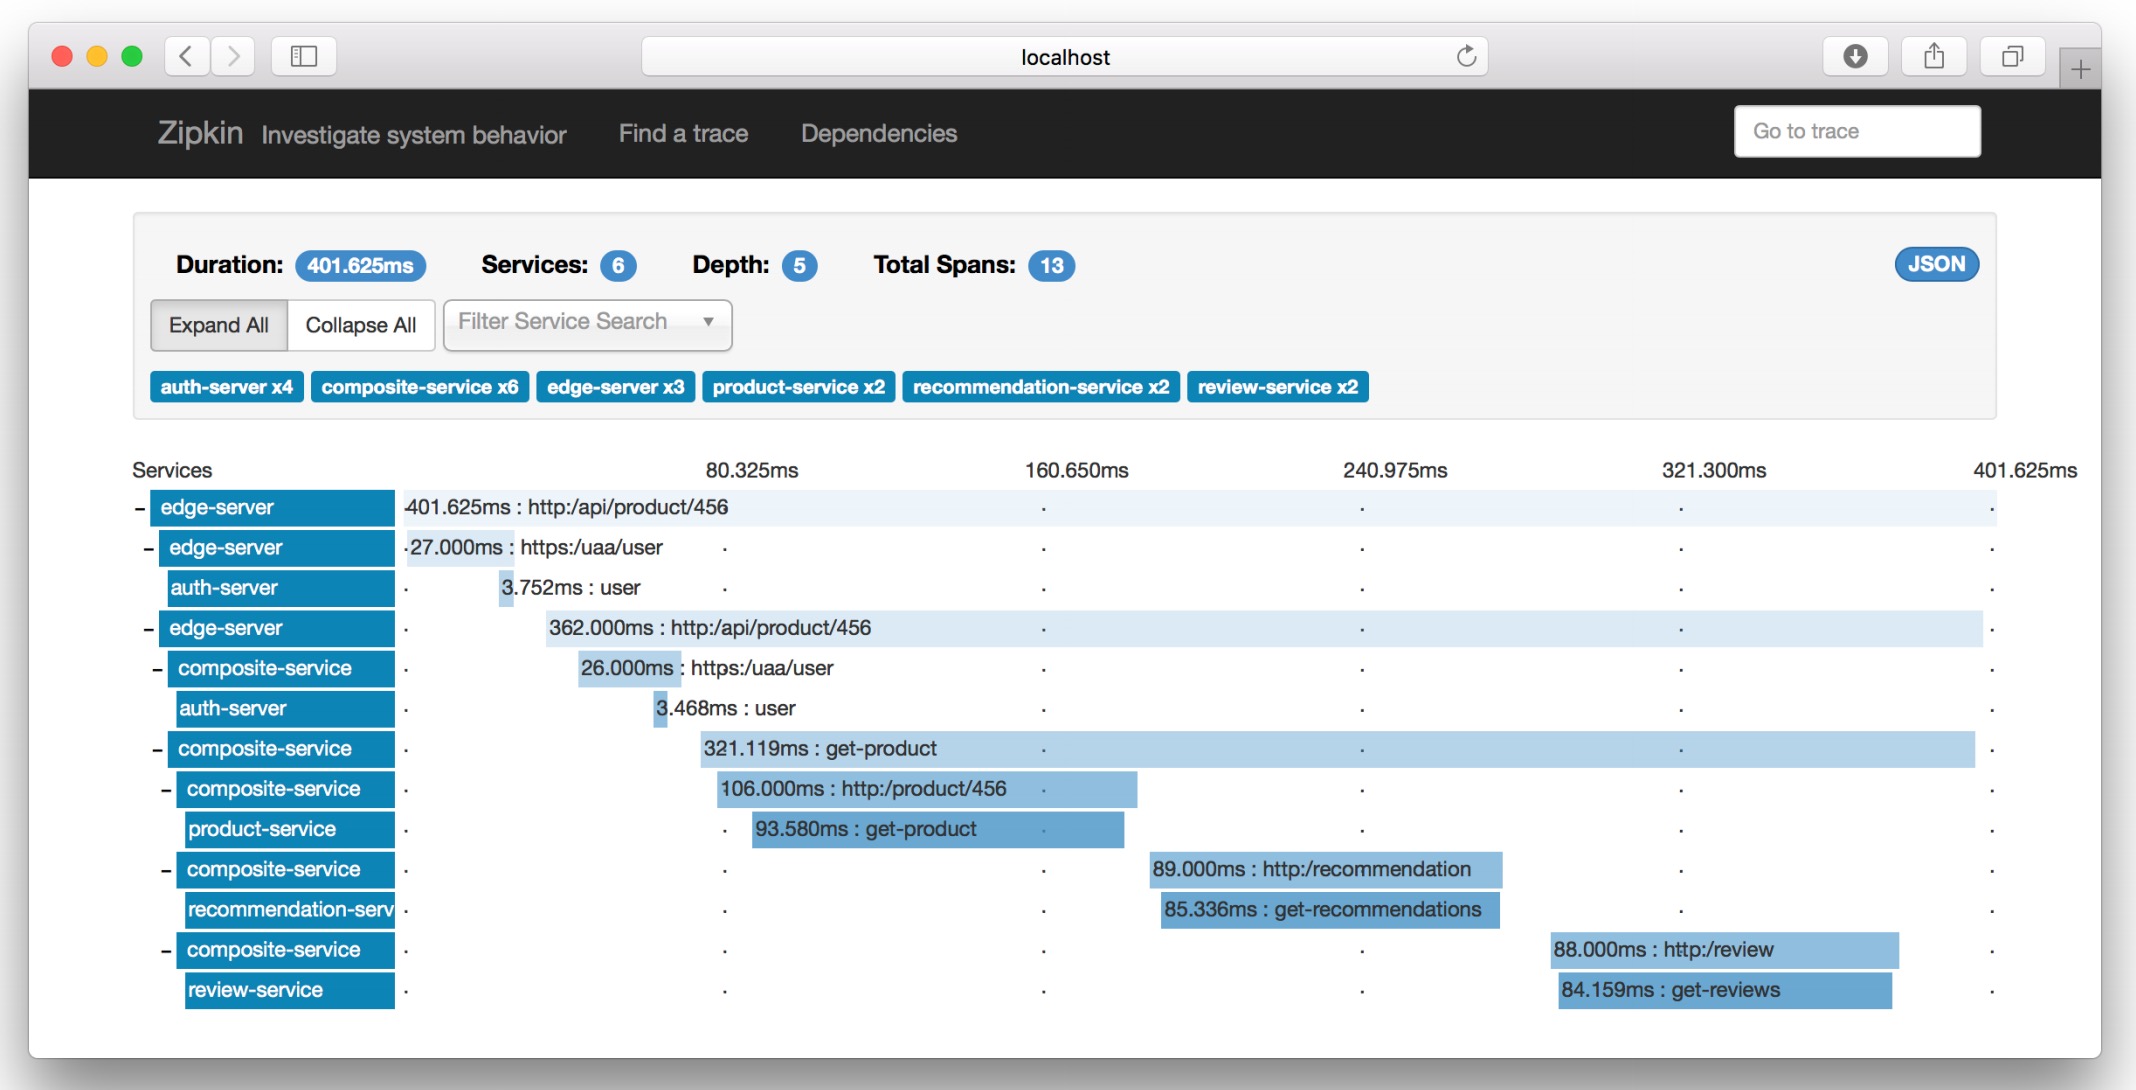 localhost
Zipkin Investigate system behavior Find a trace Dependencies Go to trace
Duration: 401.625ms Services: 6 Depth: 5 Total Spans: 13 JSON
Expand All Collapse All Filter Service Search
auth-server x4 composite-service x6 edge-server x3 product-service x2 recommendation-service x2 review-service x2
Services 80.325ms 160.650ms 240.975ms 321.300ms 401.625ms
edge-server 401.625ms : http:/api/product/456
edge-server 27.000ms : https:/uaa/user
auth-server 3.752ms : user
edge-server 362.000ms : http:/api/product/456
composite-service 26.000ms : https:/uaa/user
auth-server 3.468ms : user
composite-service 321.119ms : get-product
composite-service 106.000ms : http:/product/456
product-service 93.580ms : get-product
composite-service 89.000ms : http:/recommendation
recommendation-serv 85.336ms : get-recommendations
composite-service 88.000ms : http:/review
review-service 84.159ms : get-reviews